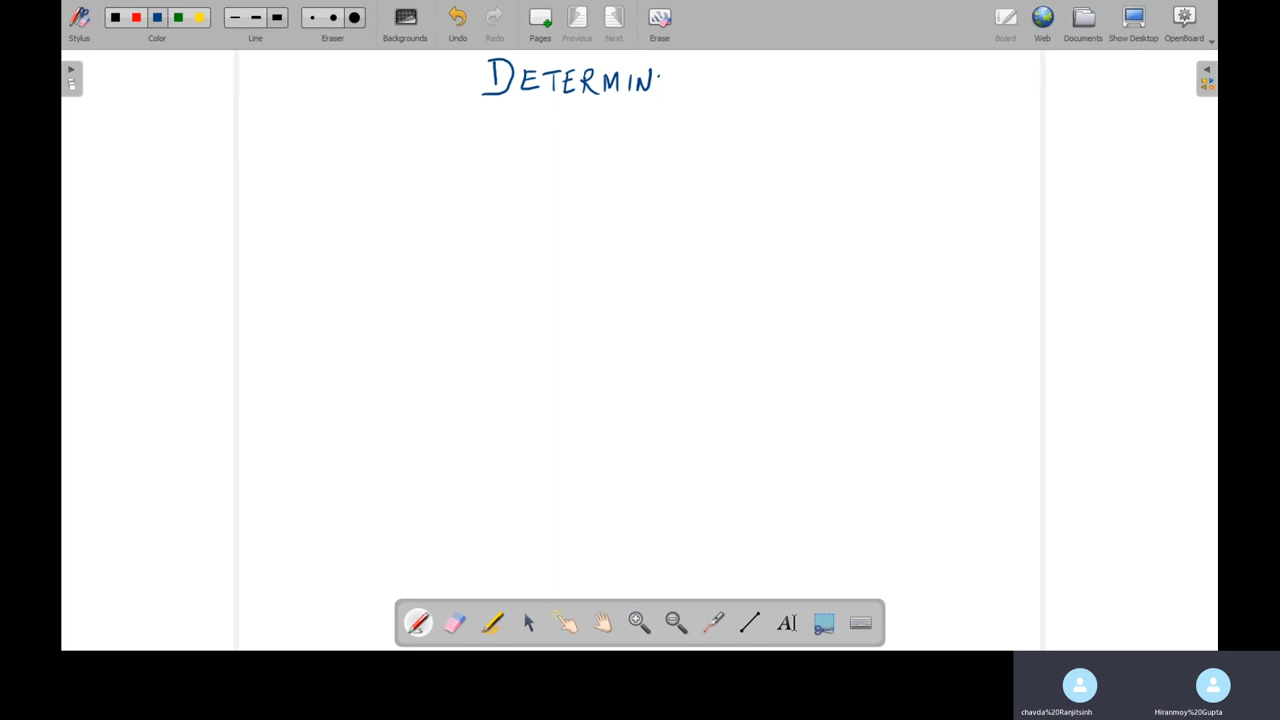 Stylus Color Line Eraser Backgrounds Undo Redo Pages Previous Next Erase Board Web Documents Show Desktop OpenBoard
DETERMIN
chavda%20Ranjitsinh Hiranmoy%20Gupta